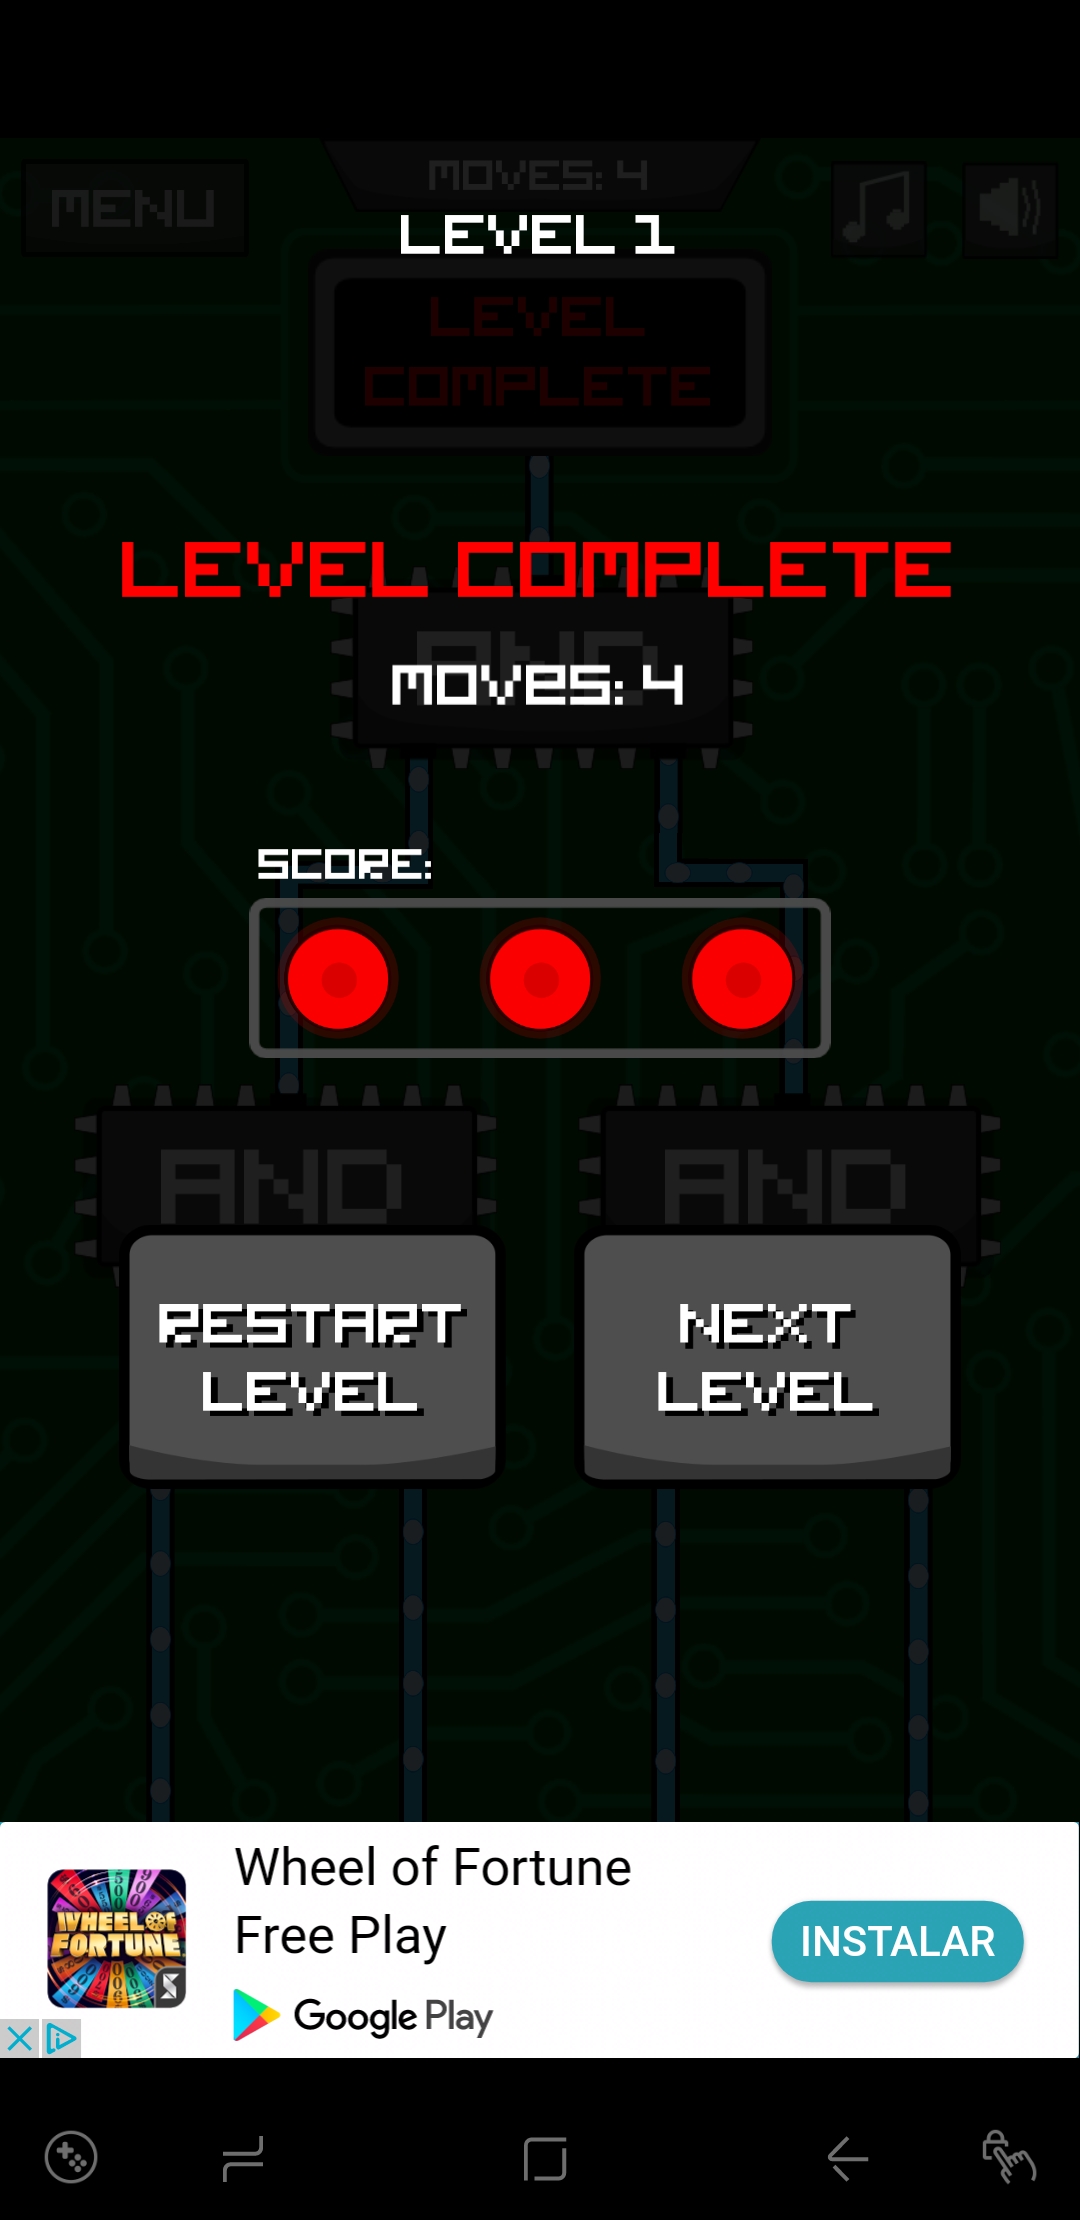 MENU
MOVES: 4
LEVEL 1
LEVEL
COMPLETE
LEVEL COMPLETE
AND
MOVES: 4
SCORE:
AND
AND
RESTART
LEVEL
NEXT
LEVEL
Wheel of Fortune
Free Play
WHEEL of
FORTUNE
INSTALAR
Google Play